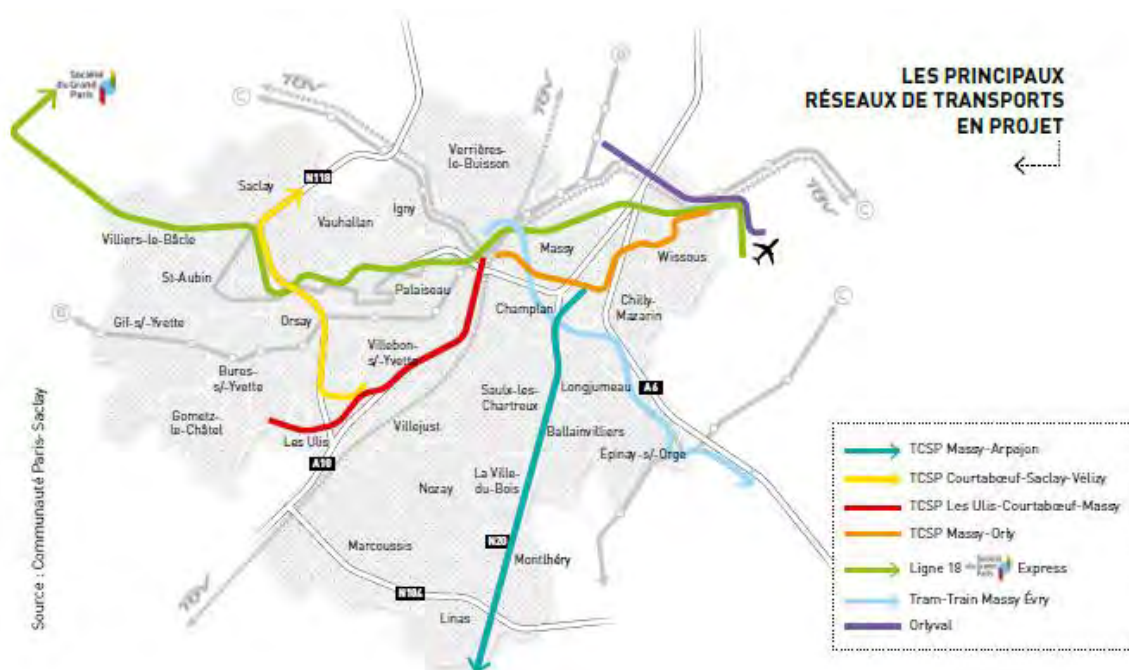 LES PRINCIPAUX
RÉSEAUX DE TRANSPORTS
EN PROJET
Société
du Grand
Paris
C
TGV
B
Verrières-
le-Buisson
N118
Saclay
Igny
Vauhallan
TGV
C
Villiers-le-Bâcle
Massy
Wissous
St-Aubin
Palaiseau
Champlan
Chilly-
Mazarin
C
B
Gif-s/-Yvette
Orsay
Villebon-
s/-Yvette
Bures-
s/-Yvette
Saulx-les-
Chartreux
Longjumeau
A6
Gometz-
le-Châtel
Les Ulis
Villejust
Ballainvilliers
Epinay-s/-Orge
A10
Nozay
La Ville-
du-Bois
Marcoussis
N20
Montlhéry
TGV
N104
Linas
TCSP Massy-Arpajon
TCSP Courtabœuf-Saclay-Vélizy
TCSP Les Ulis-Courtabœuf-Massy
TCSP Massy-Orly
Ligne 18 Société du Grand Paris Express
Tram-Train Massy Évry
Orlyval
Source : Communauté Paris-Saclay